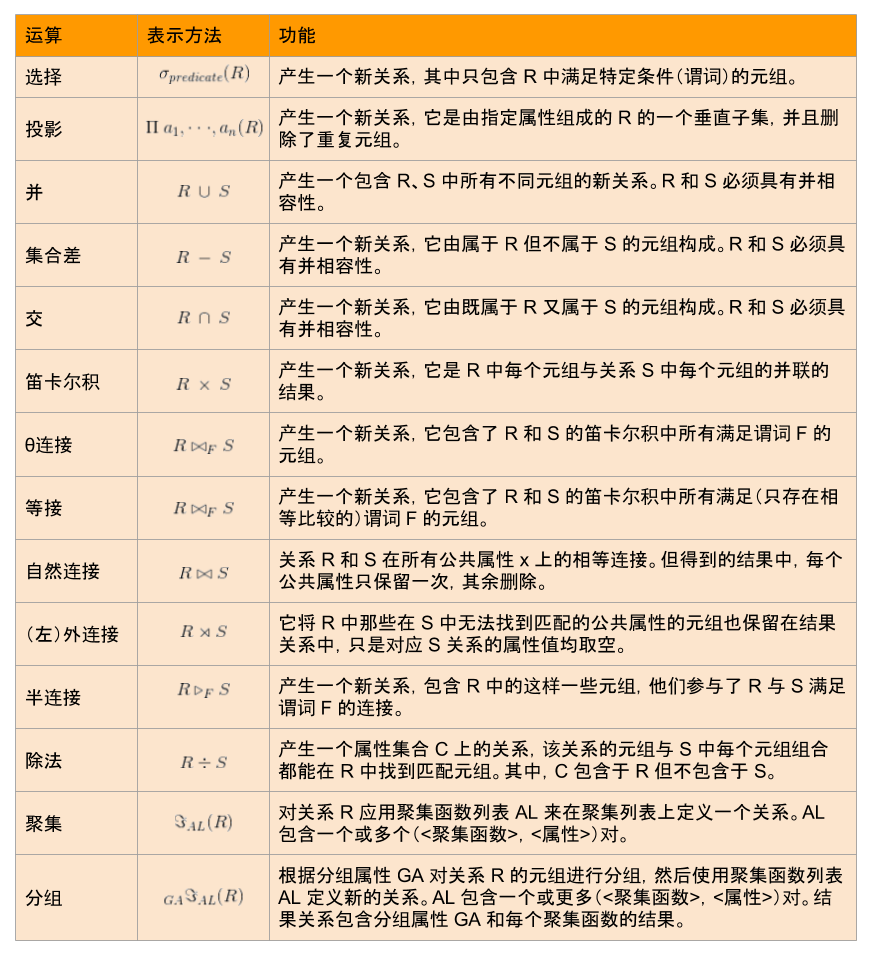 运算 表示方法 功能
选择 σpredicate(R) 产生一个新关系，其中只包含 R 中满足特定条件（谓词）的元组。
投影 Π a1, · · ·, an(R) 产生一个新关系，它是由指定属性组成的 R 的一个垂直子集，并且删
除了重复元组。
并 R ∪ S 产生一个包含 R、S 中所有不同元组的新关系。R 和 S 必须具有并相
容性。
集合差 R − S 产生一个新关系，它由属于 R 但不属于 S 的元组构成。R 和 S 必须具
有并相容性。
交 R ∩ S 产生一个新关系，它由既属于 R 又属于 S 的元组构成。R 和 S 必须具
有并相容性。
笛卡尔积 R × S 产生一个新关系，它是 R 中每个元组与关系 S 中每个元组的并联的
结果。
θ连接 R ⋈F S 产生一个新关系，它包含了 R 和 S 的笛卡尔积中所有满足谓词 F 的
元组。
等接 R ⋈F S 产生一个新关系，它包含了 R 和 S 的笛卡尔积中所有满足（只存在相
等比较的）谓词 F 的元组。
自然连接 R ⋈ S 关系 R 和 S 在所有公共属性 x 上的相等连接。但得到的结果中，每个
公共属性只保留一次，其余删除。
（左）外连接 R ⋊ S 它将 R 中那些在 S 中无法找到匹配的公共属性的元组也保留在结果
关系中，只是对应 S 关系的属性值均取空。
半连接 R ▷F S 产生一个新关系，包含 R 中的这样一些元组，他们参与了 R 与 S 满足
谓词 F 的连接。
除法 R ÷ S 产生一个属性集合 C 上的关系，该关系的元组与 S 中每个元组组合
都能在 R 中找到匹配元组。其中，C 包含于 R 但不包含于 S。
聚集 ℑAL(R) 对关系 R 应用聚集函数列表 AL 来在聚集列表上定义一个关系。AL
包含一个或多个（<聚集函数>，<属性>）对。
分组 GAℑAL(R) 根据分组属性 GA 对关系 R 的元组进行分组，然后使用聚集函数列表
AL 定义新的关系。AL 包含一个或更多（<聚集函数>，<属性>）对。结
果关系包含分组属性 GA 和每个聚集函数的结果。